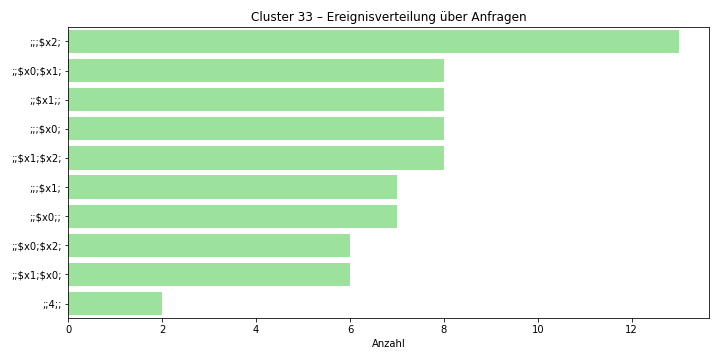 Cluster 33 – Ereignisverteilung über Anfragen
;;;$x2;
;;$x0;$x1;
;;$x1;;
;;;$x0;
;;$x1;$x2;
;;;$x1;
;;$x0;;
;;$x0;$x2;
;;$x1;$x0;
;;4;;
0 2 4 6 8 10 12
Anzahl